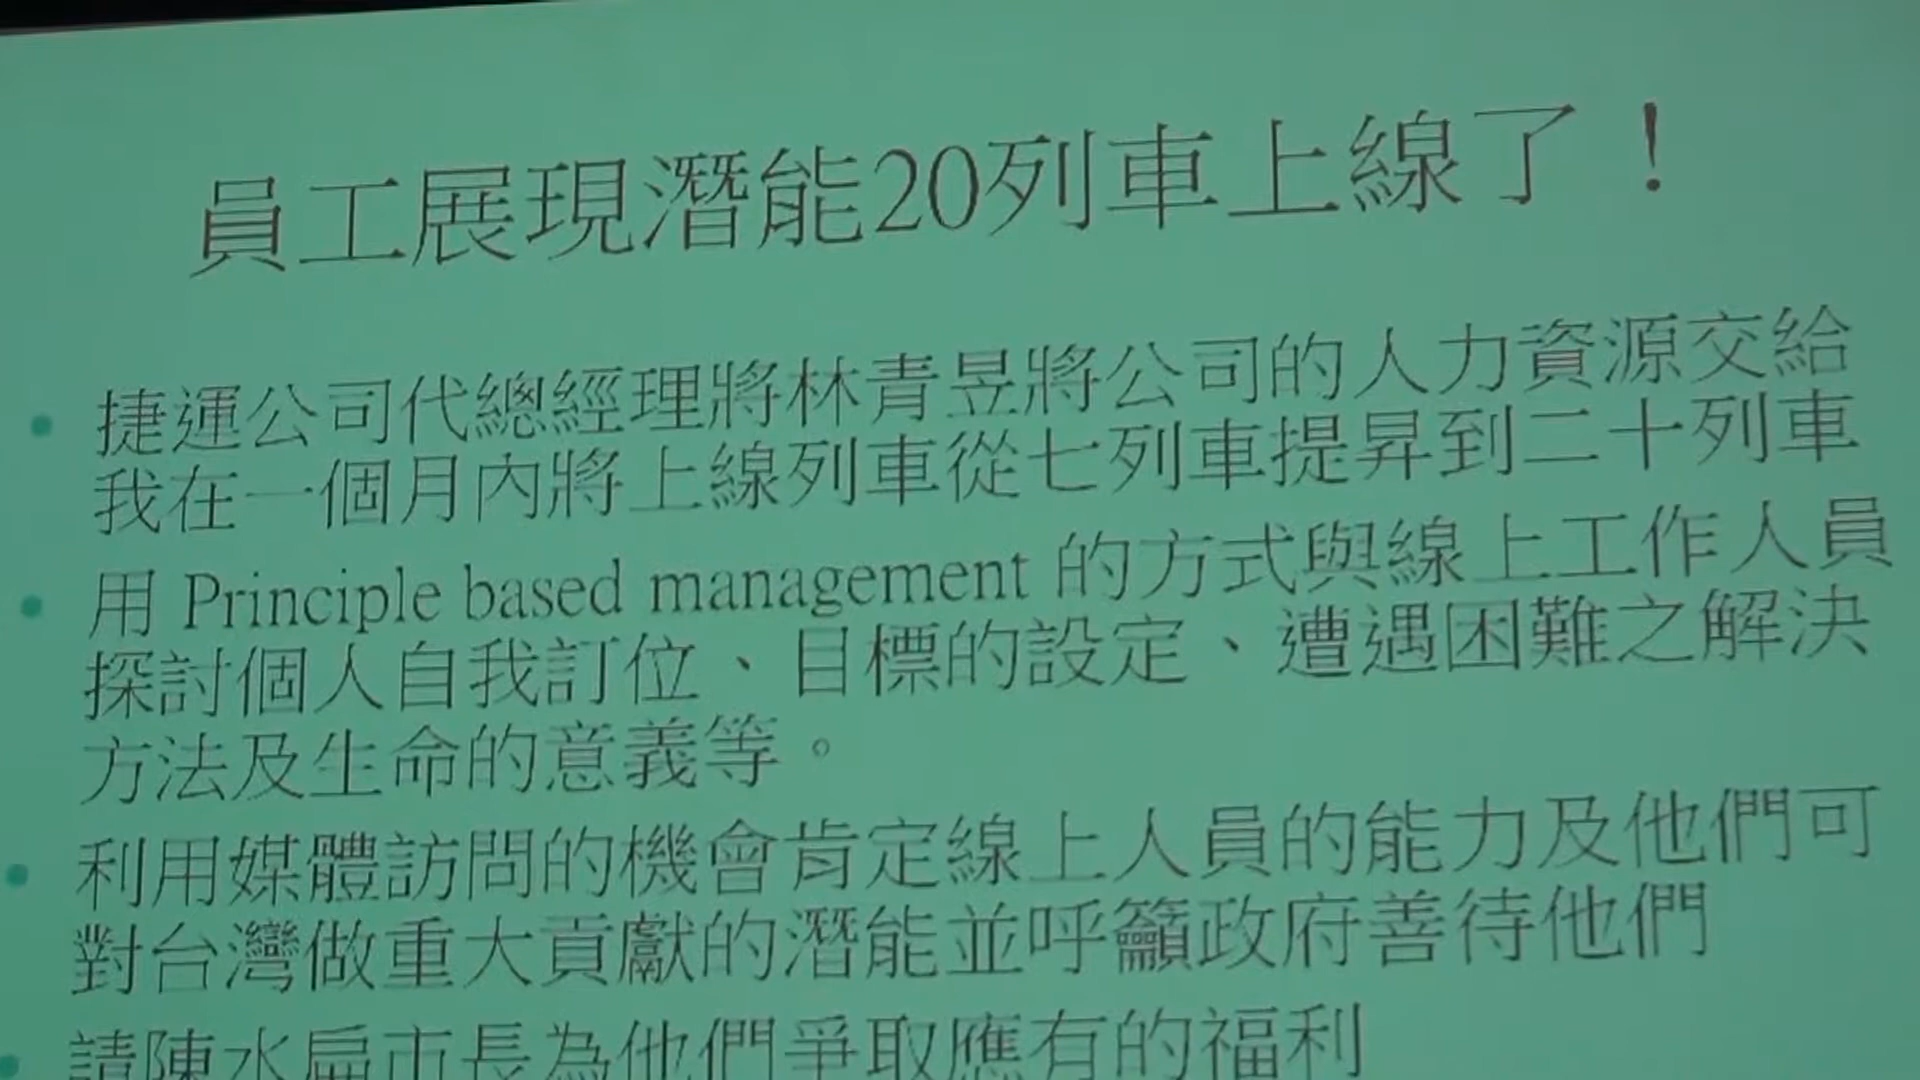 員工展現潛能20列車上線了！
• 捷運公司代總經理將林青昱將公司的人力資源交給
我在一個月內將上線列車從七列車提昇到二十列車
• 用 Principle based management 的方式與線上工作人員
探討個人自我訂位、目標的設定、遭遇困難之解決
方法及生命的意義等。
• 利用媒體訪問的機會肯定線上人員的能力及他們可
對台灣做重大貢獻的潛能並呼籲政府善待他們
• 請陳水扁市長為他們爭取應有的福利